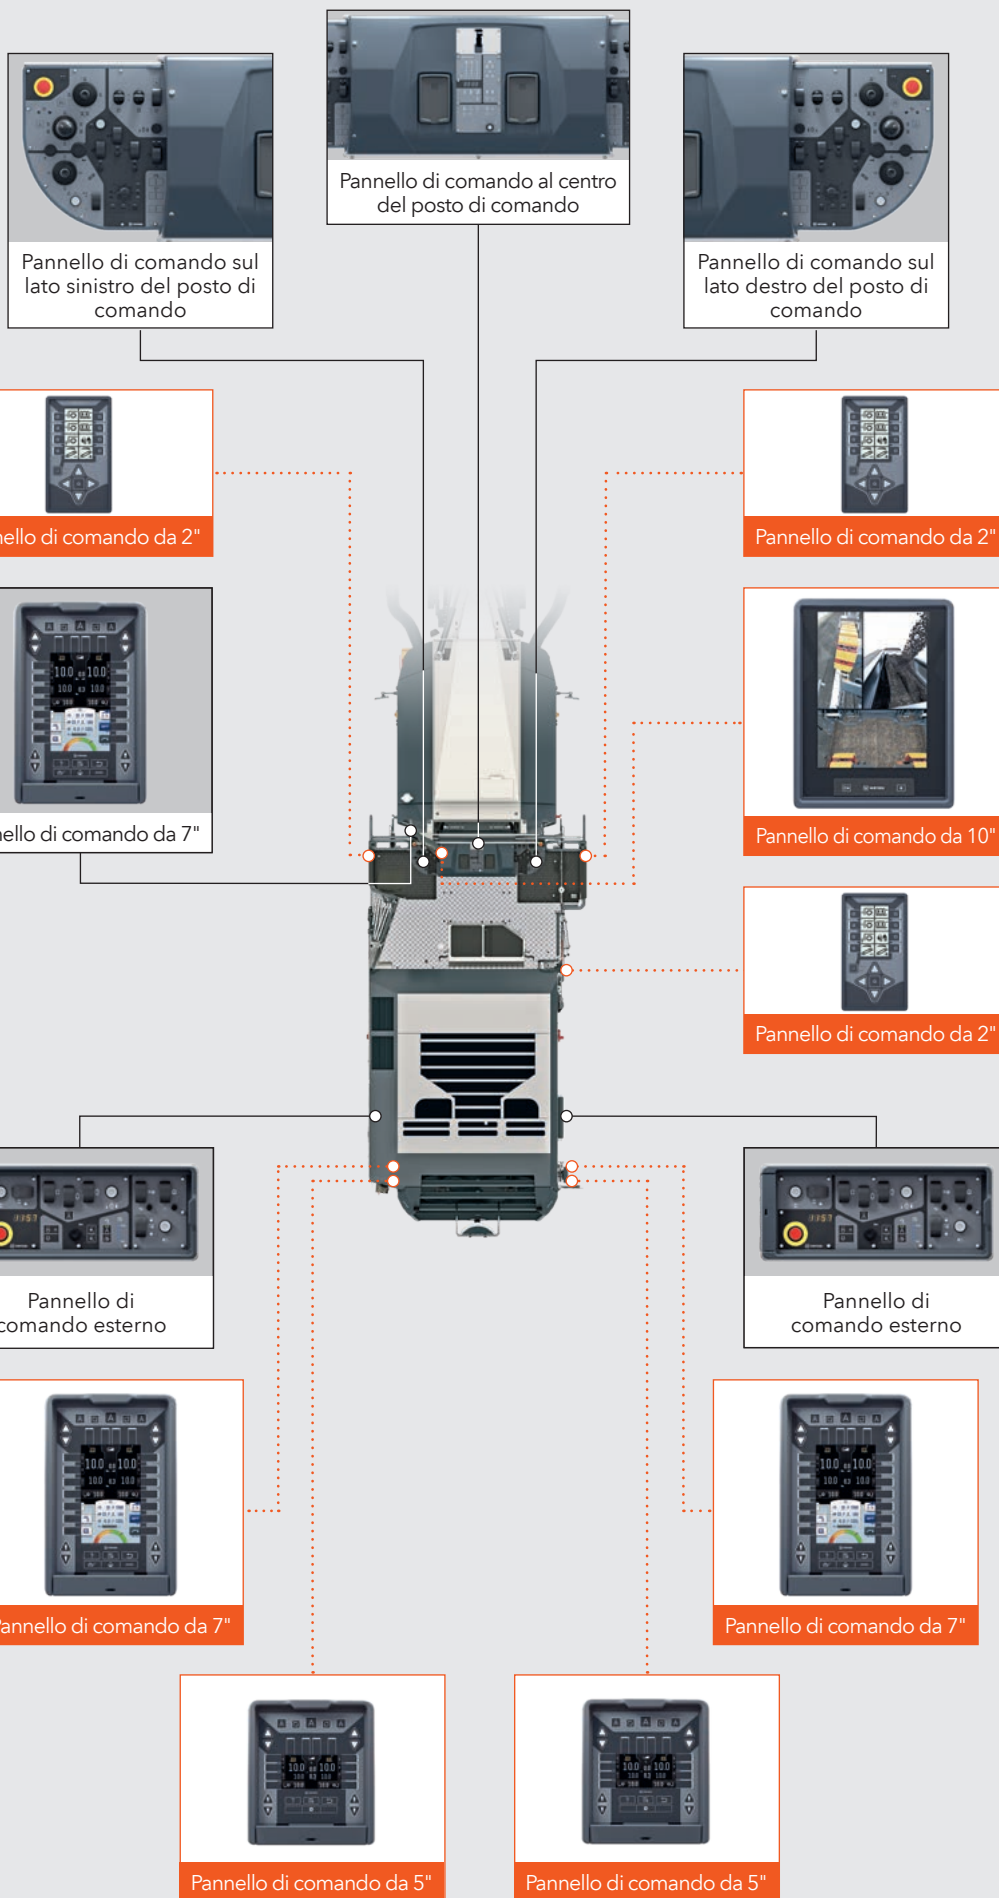 Pannello di comando al centro
del posto di comando
Pannello di comando sul
lato sinistro del posto di
comando
Pannello di comando sul
lato destro del posto di
comando
nello di comando da 2"
Pannello di comando da 2"
nello di comando da 7"
Pannello di comando da 10"
Pannello di comando da 2"
Pannello di
comando esterno
Pannello di
comando esterno
Pannello di comando da 7"
Pannello di comando da 7"
Pannello di comando da 5"
Pannello di comando da 5"